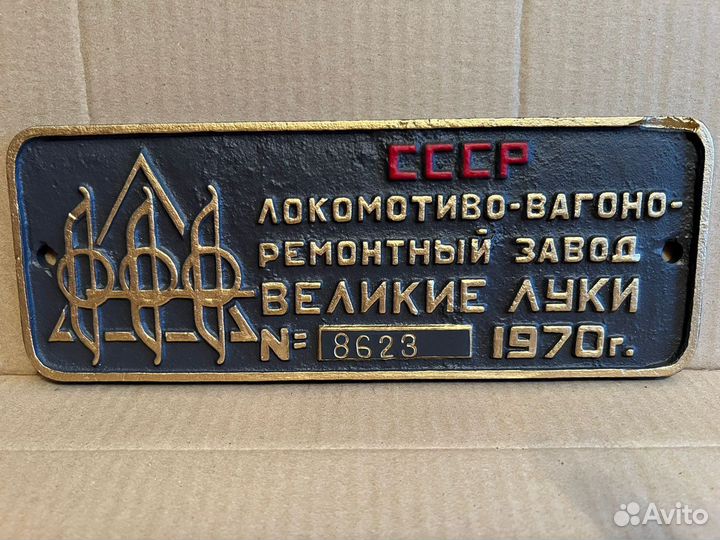 СССР
ЛОКОМОТИВО-ВАГОНО-
РЕМОНТНЫЙ ЗАВОД
ВЕЛИКИЕ ЛУКИ
№ 8623 1970г.
Avito